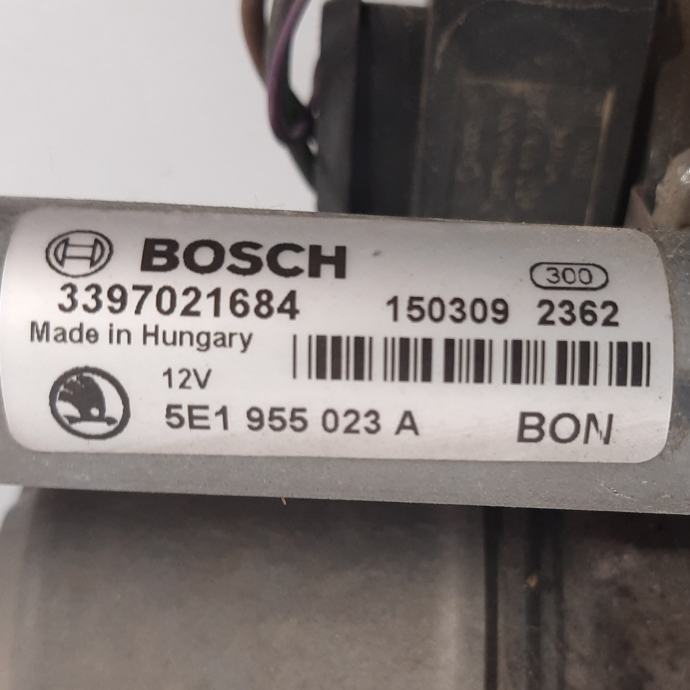 BOSCH
300
3397021684 150309 2362
Made in Hungary
12V
5E1 955 023 A BON